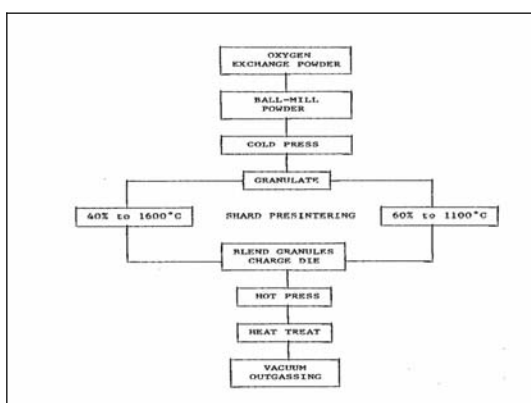 OXYGEN
EXCHANGE POWDER
BALL-MILL
POWDER
COLD PRESS
GRANULATE
40% to 1600°C
SHARD PRESINTERING
60% to 1100°C
BLEND GRANULES
CHARGE DIE
HOT PRESS
HEAT TREAT
VACUUM
OUTGASSING